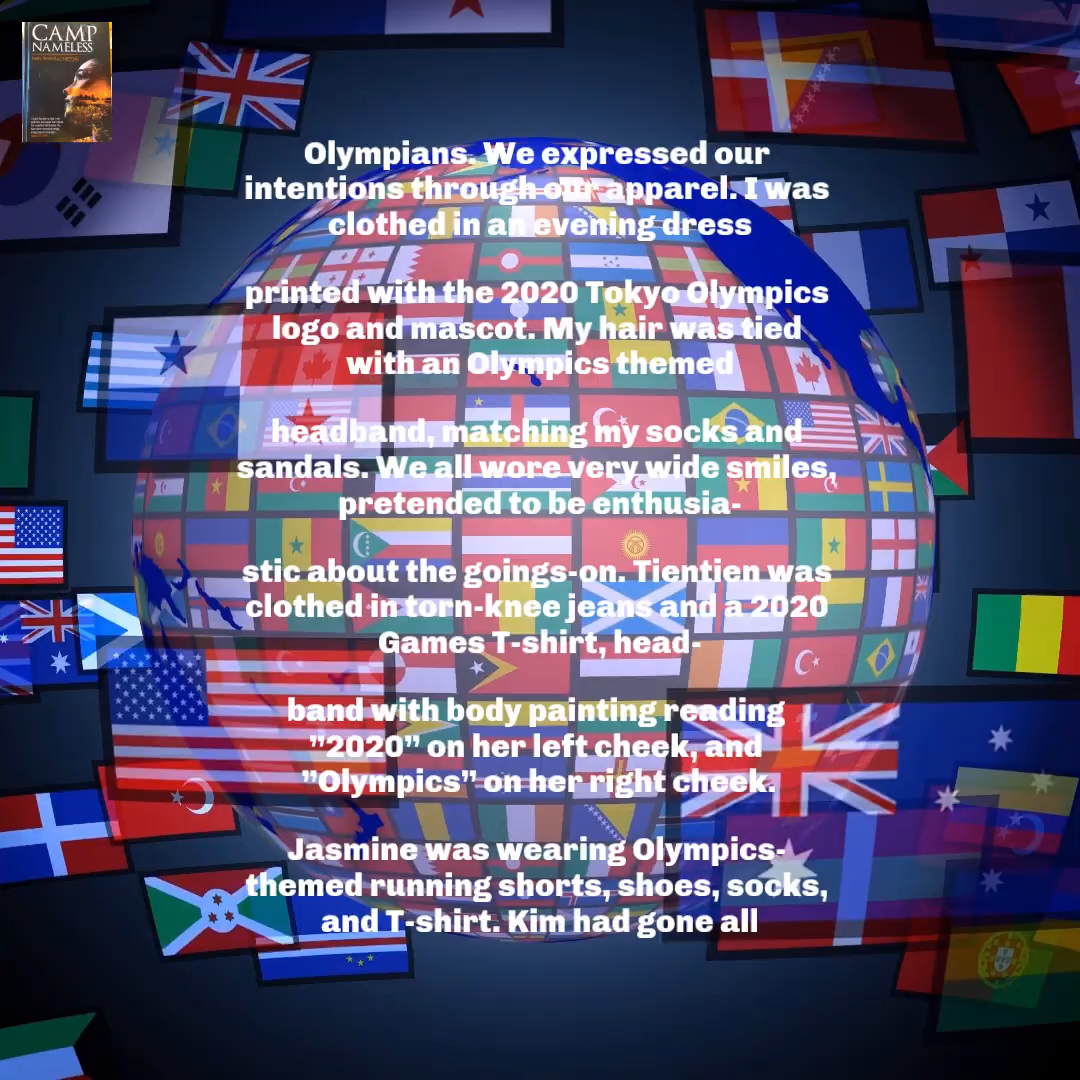 CAMP
NAMELESS
Olympians. We expressed our
intentions through our apparel. I was
clothed in an evening dress
printed with the 2020 Tokyo Olympics
logo and mascot. My hair was tied
with an Olympics themed
headband, matching my socks and
sandals. We all wore very wide smiles,
pretended to be enthusia-
stic about the goings-on. Tientien was
clothed in torn-knee jeans and a 2020
Games T-shirt, head-
band with body painting reading
”2020” on her left cheek, and
”Olympics” on her right cheek.
Jasmine was wearing Olympics-
themed running shorts, shoes, socks,
and T-shirt. Kim had gone all